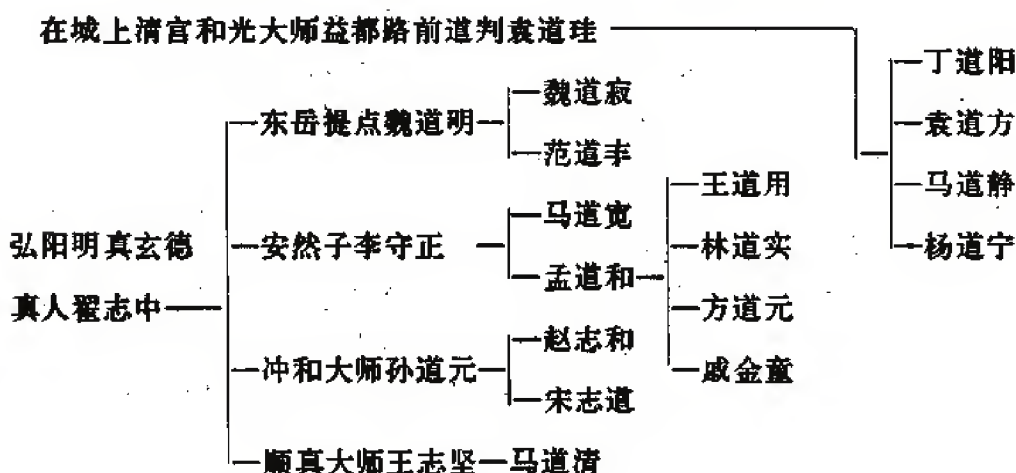 在城上清宫和光大师益都路前道判袁道珪
丁道阳
袁道方
马道静
杨道宁
弘阳明真玄德
真人翟志中
东岳提点魏道明
魏道寂
范道丰
安然子李守正
马道宽
孟道和
王道用
林道实
方道元
戚金童
冲和大师孙道元
赵志和
宋志道
顺真大师王志坚
马道清